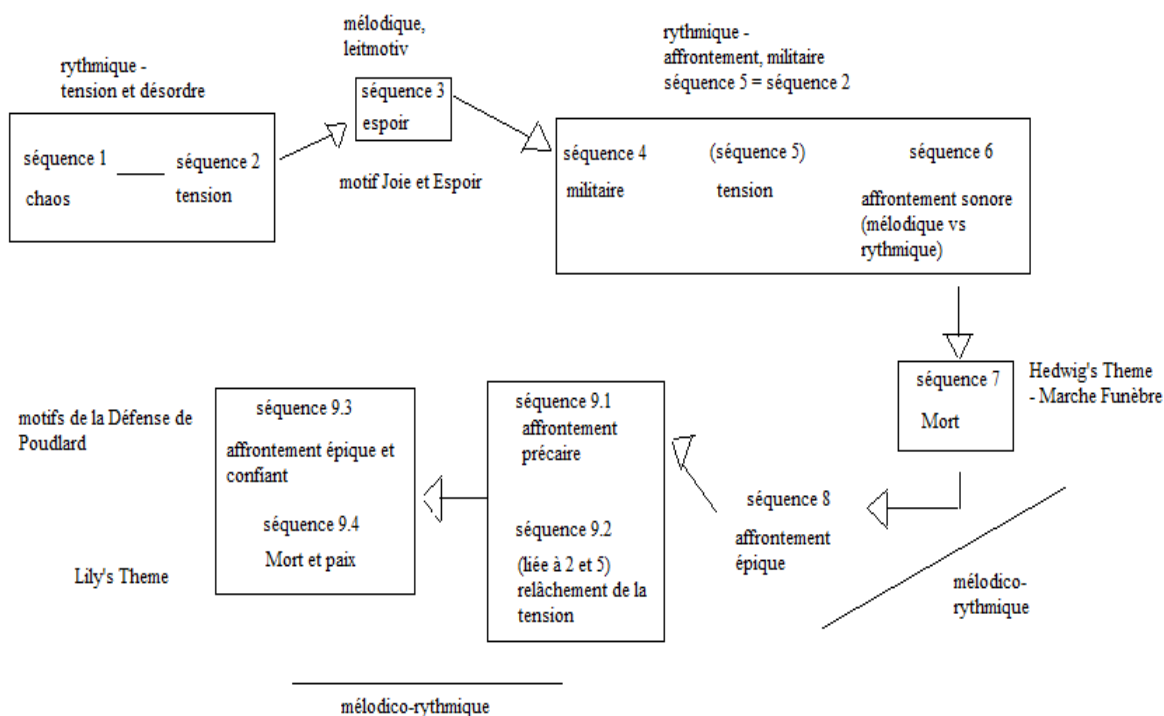 rythmique -
tension et désordre
séquence 1
chaos
séquence 2
tension
mélodique,
leitmotiv
séquence 3
espoir
motif Joie et Espoir
rythmique -
affrontement, militaire
séquence 5 = séquence 2
séquence 4
militaire
(séquence 5)
tension
séquence 6
affrontement sonore
(mélodique vs
rythmique)
séquence 7
Mort
Hedwig's Theme
- Marche Funèbre
mélodico-
rythmique
séquence 8
affrontement
épique
séquence 9.1
affrontement
précaire
séquence 9.2
(liée à 2 et 5)
relâchement de la
tension
séquence 9.3
affrontement épique et
confiant
séquence 9.4
Mort et paix
motifs de la Défense de
Poudlard
Lily's Theme
mélodico-rythmique